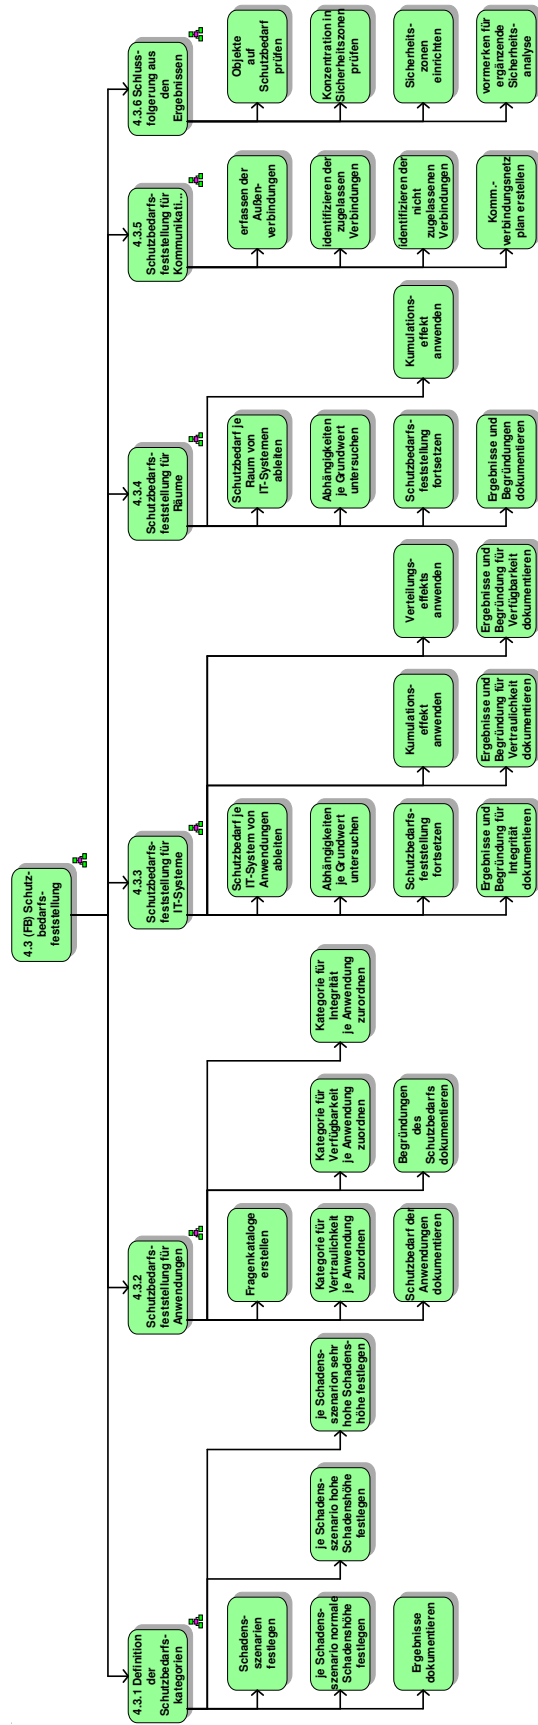 4.3 (FB) Schutz-
bedarfs-
feststellung
4.3.1 Definition
der
Schutzbedarfs-
kategorien
Schadens-
szenarien
festlegen
je Schadens-
szenario normale
Schadenshöhe
festlegen
je Schadens-
szenario hohe
Schadenshöhe
festlegen
je Schadens-
szenarion sehr
hohe Schadens-
höhe festlegen
Ergebnisse
dokumentieren
4.3.2
Schutzbedarfs-
feststellung für
Anwendungen
Fragenkataloge
erstellen
Kategorie für
Vertraulichkeit
je Anwendung
zuordnen
Kategorie für
Verfügbarkeit
je Anwendung
zuordnen
Kategorie für
Integrität
je Anwendung
zurordnen
Schutzbedarf der
Anwendungen
dokumentieren
Begründungen
des
Schutzbedarfs
dokumentieren
4.3.3
Schutzbedarfs-
feststellung für
IT-Systeme
Schutzbedarf je
IT-System von
Anwendungen
ableiten
Abhängigkeiten
je Grundwert
untersuchen
Schutzbedarfs-
feststellung
fortsetzen
Kumulations-
effekt
anwenden
Verteilungs-
effekts
anwenden
Ergebnisse und
Begründung für
Integrität
dokumentieren
Ergebnisse und
Begründung für
Vertraulichkeit
dokumentieren
Ergebnisse und
Begründung für
Verfügbarkeit
dokumentieren
4.3.4
Schutzbedarfs-
feststellung für
Räume
Schutzbedarf je
Raum von
IT-Systemen
ableiten
Abhängigkeiten
je Grundwert
untersuchen
Schutzbedarfs-
feststellung
fortsetzen
Kumulations-
effekt
anwenden
Ergebnisse und
Begründungen
dokumentieren
4.3.5
Schutzbedarfs-
feststellung für
Kommunikati...
erfassen der
Außen-
verbindungen
identifizieren der
zugelassen
Verbindungen
identifizieren der
nicht
zugelassenen
Verbindungen
Komm.-
verbindungsnetz
plan erstellen
4.3.6 Schluss-
folgerung aus
den
Ergebnissen
Objekte
auf
Schutzbedarf
prüfen
Konzentration in
Sicherheitszonen
prüfen
Sicherheits-
zonen
einrichten
vormerken für
ergänzende
Sicherheits-
analyse